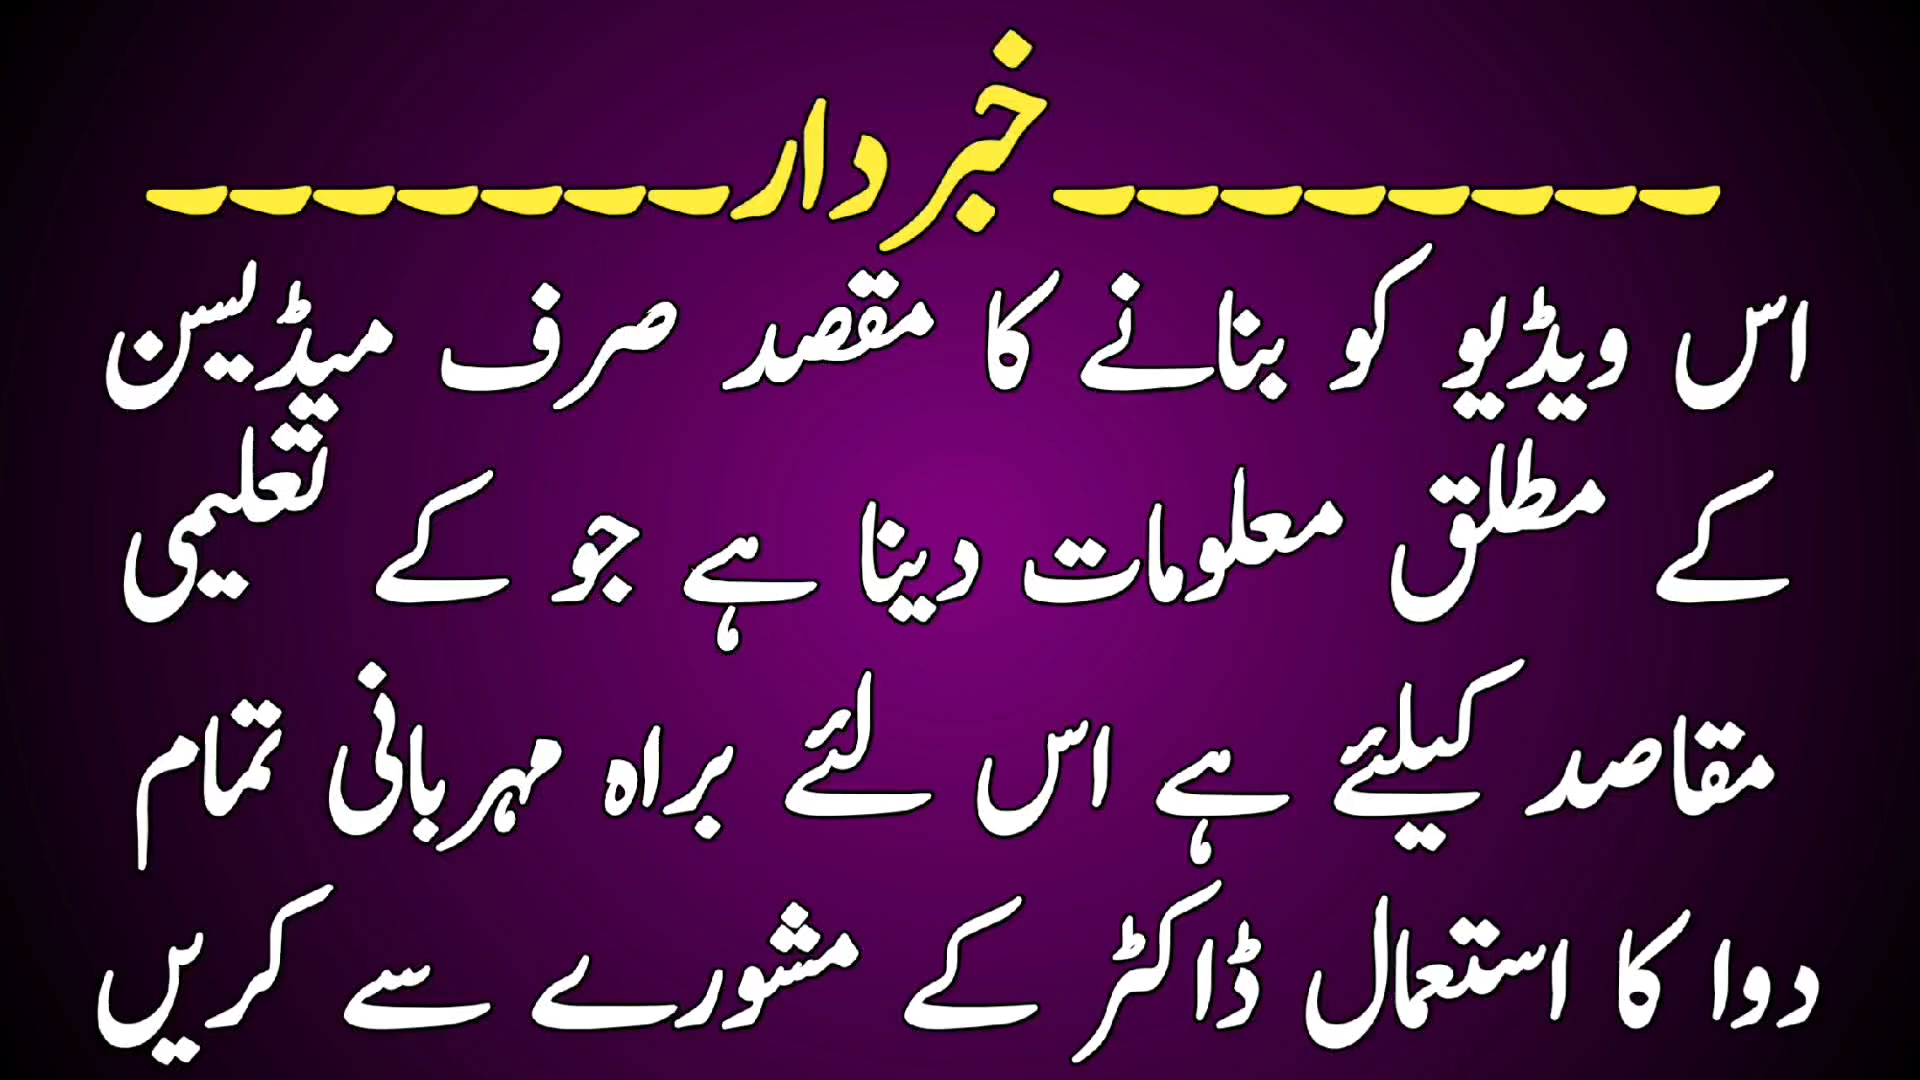 ۔۔۔۔۔۔۔۔خبردار۔۔۔۔۔۔۔
اس ویڈیو کو بنانے کا مقصد صرف میڈیسن
کے مطلق معلومات دینا ہے جو کے تعلیمی
مقاصد کیلئے ہے اس لئے براہ مہربانی تمام
دوا کا استعمال ڈاکٹر کے مشورے سے کریں